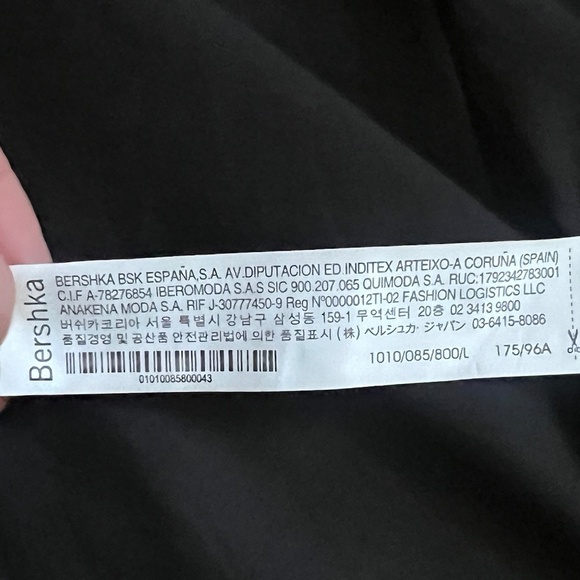 Bershka
BERSHKA BSK ESPAÑA,S.A. AV.DIPUTACION ED.INDITEX ARTEIXO-A CORUÑA (SPAIN)
C.I.F A-78276854 IBEROMODA S.A.S SIC 900.207.065 QUIMODA S.A. RUC:1792342783001
ANAKENA MODA S.A. RIF J-30777450-9 Reg Nº0000012TI-02 FASHION LOGISTICS LLC
버쉬카코리아 서울 특별시 강남구 삼성동 159-1 무역센터 20층 02 3413 9800
품질경영 및 공산품 안전관리법에 의한 품질표시 (株) ベルシュカ・ジャパン 03-6415-8086
1010/085/800/L 175/96A
01010085800043